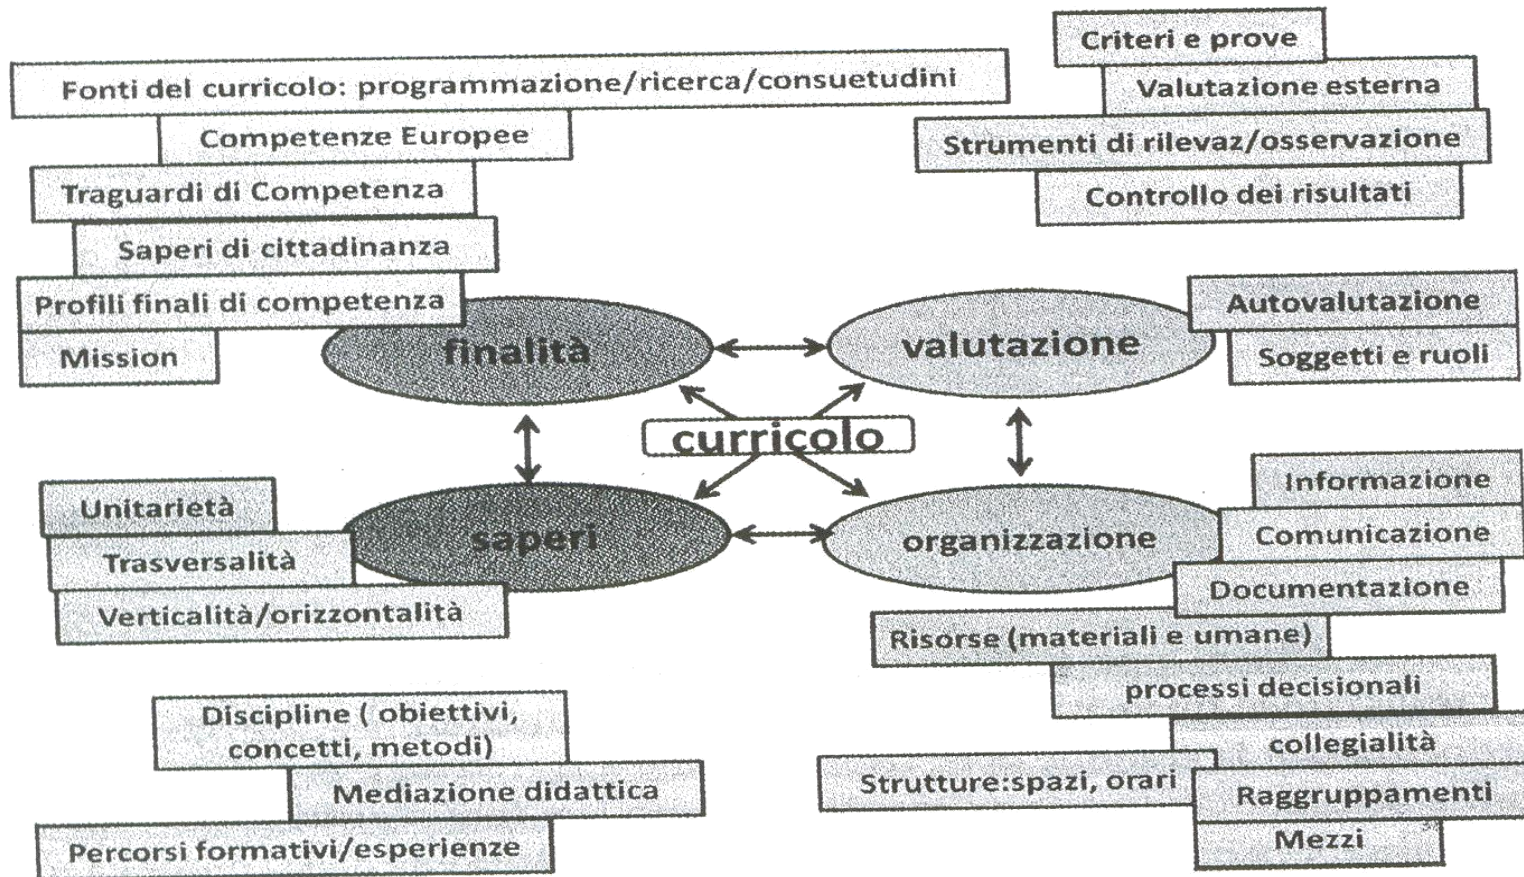 Fonti del curricolo: programmazione/ricerca/consuetudini
Competenze Europee
Traguardi di Competenza
Saperi di cittadinanza
Profili finali di competenza
Mission
finalità
Criteri e prove
Valutazione esterna
Strumenti di rilevaz/osservazione
Controllo dei risultati
Autovalutazione
Soggetti e ruoli
valutazione
curricolo
Unitarietà
Trasversalità
Verticalità/orizzontalità
saperi
Discipline ( obiettivi,
concetti, metodi)
Mediazione didattica
Percorsi formativi/esperienze
organizzazione
Informazione
Comunicazione
Documentazione
Risorse (materiali e umane)
processi decisionali
collegialità
Strutture:spazi, orari
Raggruppamenti
Mezzi